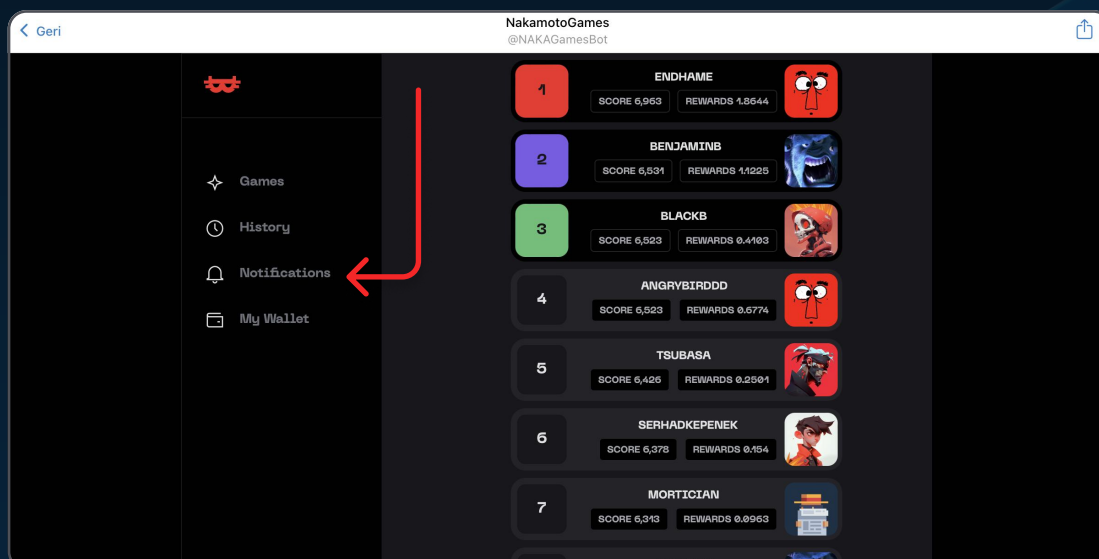 Geri
NakamotoGames
@NAKAGamesBot
Games
History
Notifications
My Wallet
1
ENDHAME
SCORE 6,963 REWARDS 1.8644
2
BENJAMINB
SCORE 6,531 REWARDS 1.1225
3
BLACKB
SCORE 6,523 REWARDS 0.4103
4
ANGRYBIRDDD
SCORE 6,523 REWARDS 0.6774
5
TSUBASA
SCORE 6,426 REWARDS 0.2501
6
SERHADKEPENEK
SCORE 6,378 REWARDS 0.154
7
MORTICIAN
SCORE 6,313 REWARDS 0.0963